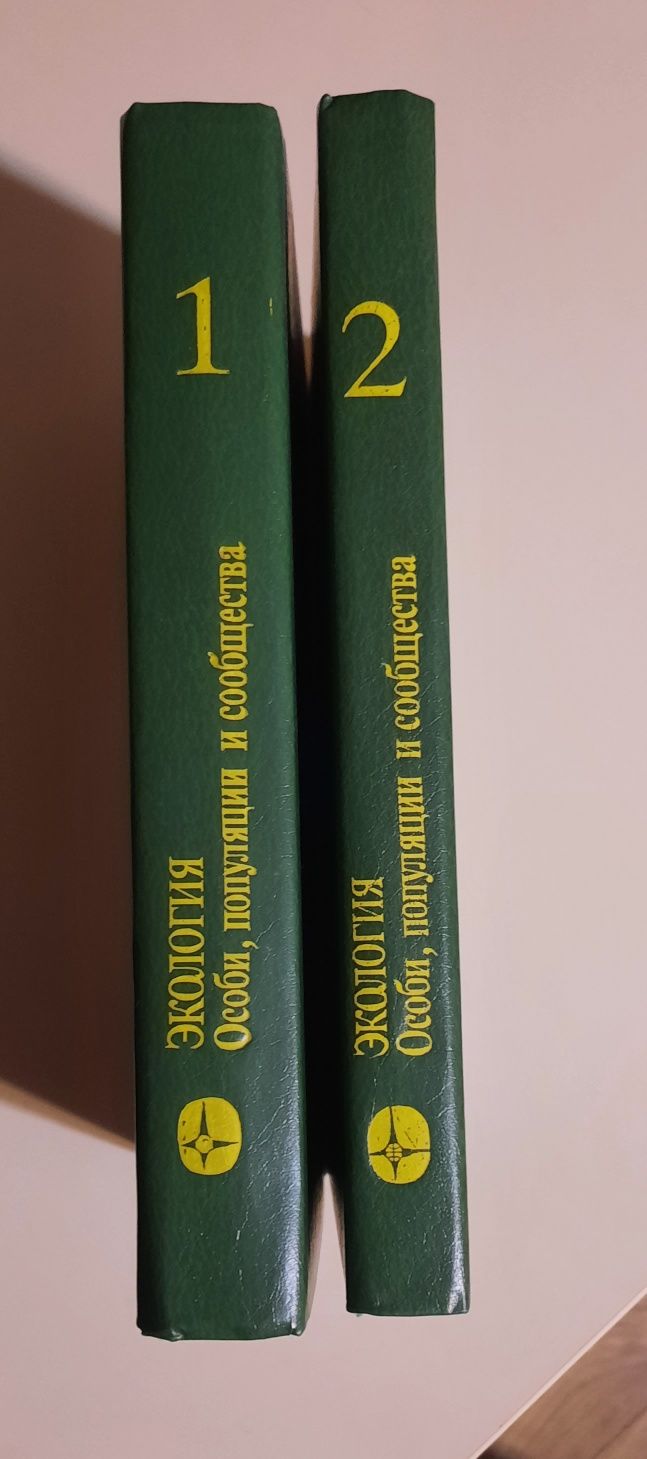 1
ЭКОЛОГИЯ
Особи, популяции и сообщества
2
ЭКОЛОГИЯ
Особи, популяции и сообщества